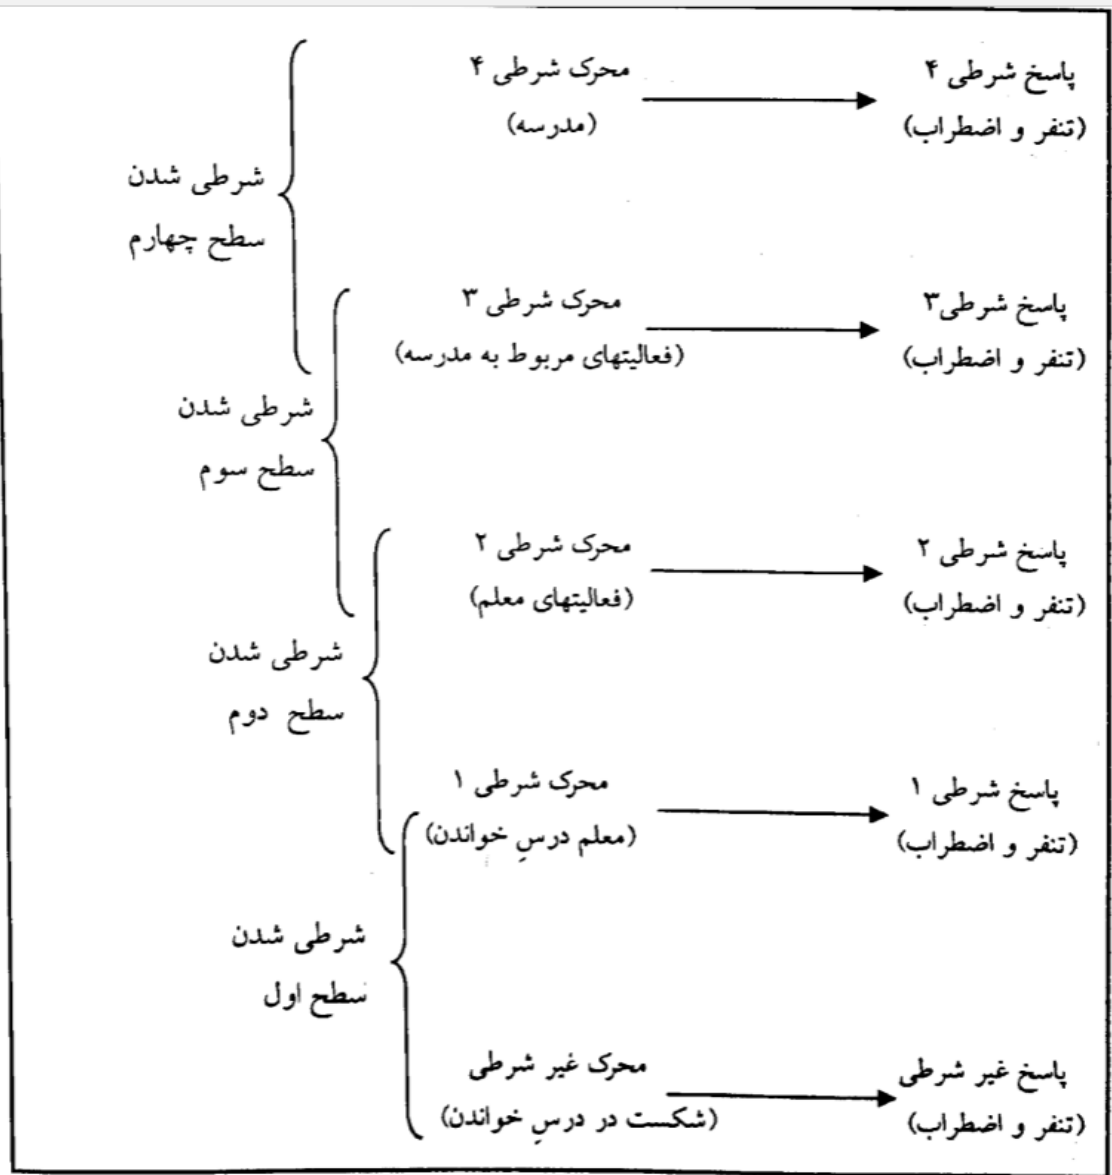 پاسخ شرطی ۴
(تنفر و اضطراب)
محرک شرطی ۴
(مدرسه)
شرطی شدن
سطح چهارم
پاسخ شرطی۳
(تنفر و اضطراب)
محرک شرطی ۳
(فعالیتهای مربوط به مدرسه)
شرطی شدن
سطح سوم
پاسخ شرطی ۲
(تنفر و اضطراب)
محرک شرطی ۲
(فعالیتهای معلم)
شرطی شدن
سطح دوم
پاسخ شرطی ۱
(تنفر و اضطراب)
محرک شرطی ۱
(معلم درسِ خواندن)
شرطی شدن
سطح اول
پاسخ غیر شرطی
(تنفر و اضطراب)
محرک غیر شرطی
(شکست در درسِ خواندن)